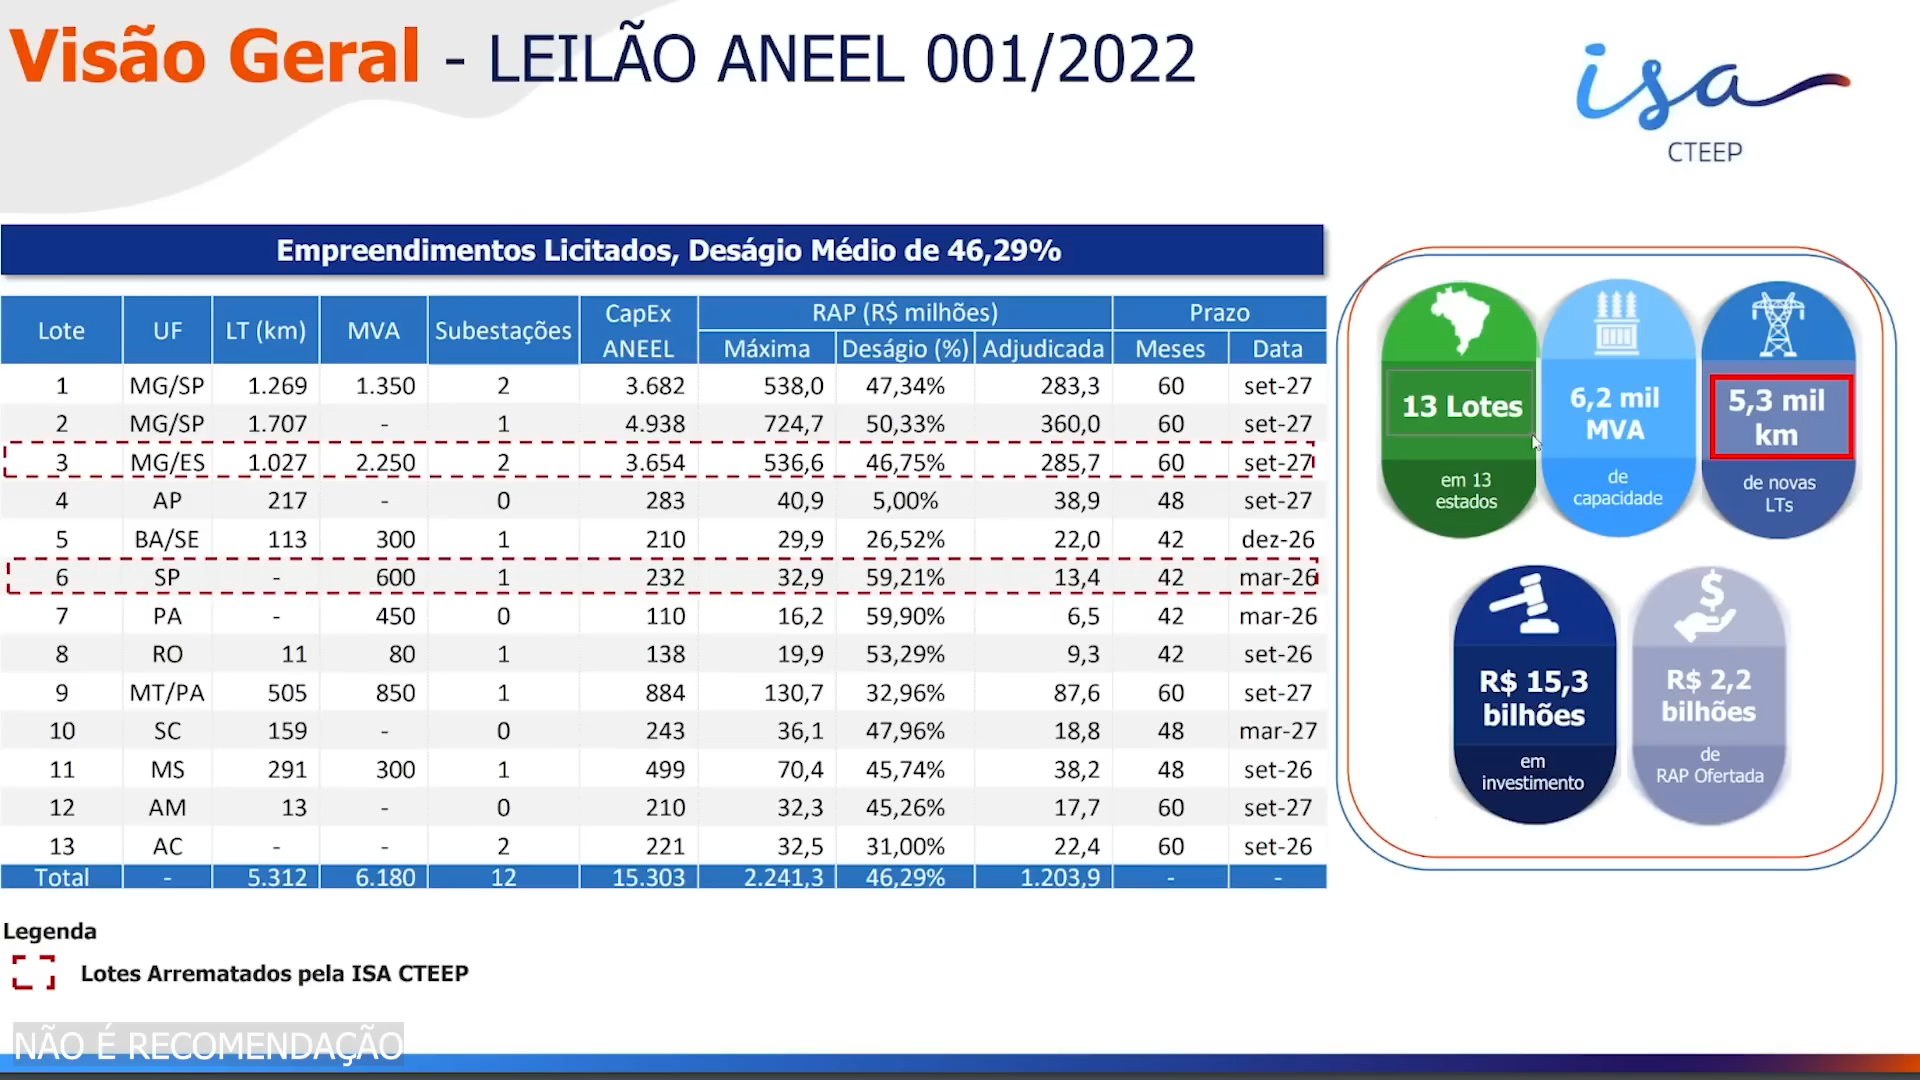 Visão Geral - LEILÃO ANEEL 001/2022
isa
CTEEP
Empreendimentos Licitados, Deságio Médio de 46,29%
Lote UF LT (km) MVA Subestações CapEx ANEEL RAP (R$ milhões) Prazo
Máxima Deságio (%) Adjudicada Meses Data
1 MG/SP 1.269 1.350 2 3.682 538,0 47,34% 283,3 60 set-27
2 MG/SP 1.707 - 1 4.938 724,7 50,33% 360,0 60 set-27
3 MG/ES 1.027 2.250 2 3.654 536,6 46,75% 285,7 60 set-27
4 AP 217 - 0 283 40,9 5,00% 38,9 48 set-27
5 BA/SE 113 300 1 210 29,9 26,52% 22,0 42 dez-26
6 SP - 600 1 232 32,9 59,21% 13,4 42 mar-26
7 PA - 450 0 110 16,2 59,90% 6,5 42 mar-26
8 RO 11 80 1 138 19,9 53,29% 9,3 42 set-26
9 MT/PA 505 850 1 884 130,7 32,96% 87,6 60 set-27
10 SC 159 - 0 243 36,1 47,96% 18,8 48 mar-27
11 MS 291 300 1 499 70,4 45,74% 38,2 48 set-26
12 AM 13 - 0 210 32,3 45,26% 17,7 60 set-27
13 AC - - 2 221 32,5 31,00% 22,4 60 set-26
Total - 5.312 6.180 12 15.303 2.241,3 46,29% 1.203,9 - -
13 Lotes
em 13
estados
6,2 mil
MVA
de
capacidade
5,3 mil
km
de novas
LTs
R$ 15,3
bilhões
em
investimento
$
R$ 2,2
bilhões
de
RAP Ofertada
Legenda
Lotes Arrematados pela ISA CTEEP
NÃO É RECOMENDAÇÃO